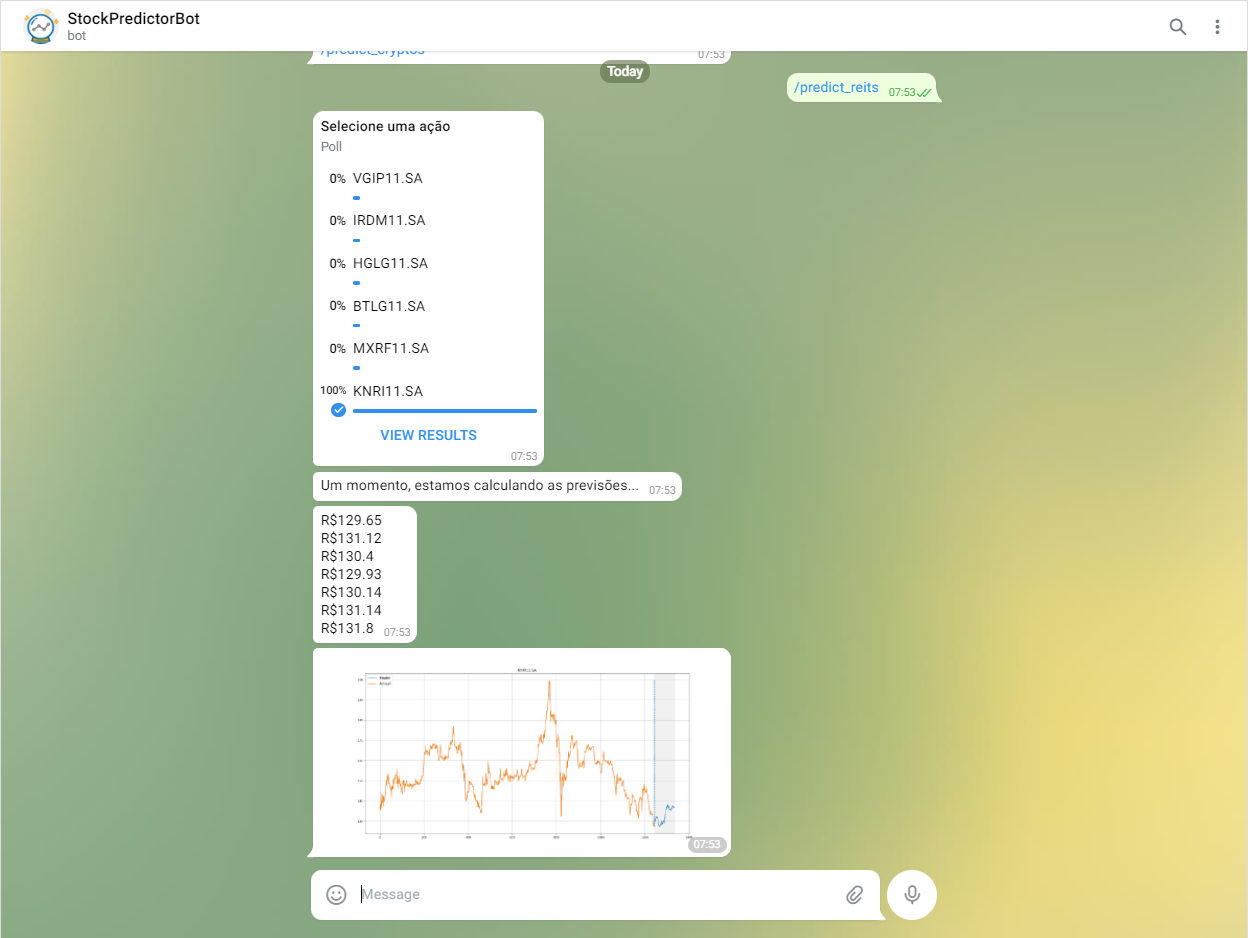 StockPredictorBot
bot
/predict_cryptos
07:53
Today
/predict_reits 07:53
Selecione uma ação
Poll
0% VGIP11.SA
0% IRDM11.SA
0% HGLG11.SA
0% BTLG11.SA
0% MXRF11.SA
100% KNRI11.SA
VIEW RESULTS
07:53
Um momento, estamos calculando as previsões... 07:53
R$129.65
R$131.12
R$130.4
R$129.93
R$130.14
R$131.14
R$131.8 07:53
07:53
Message